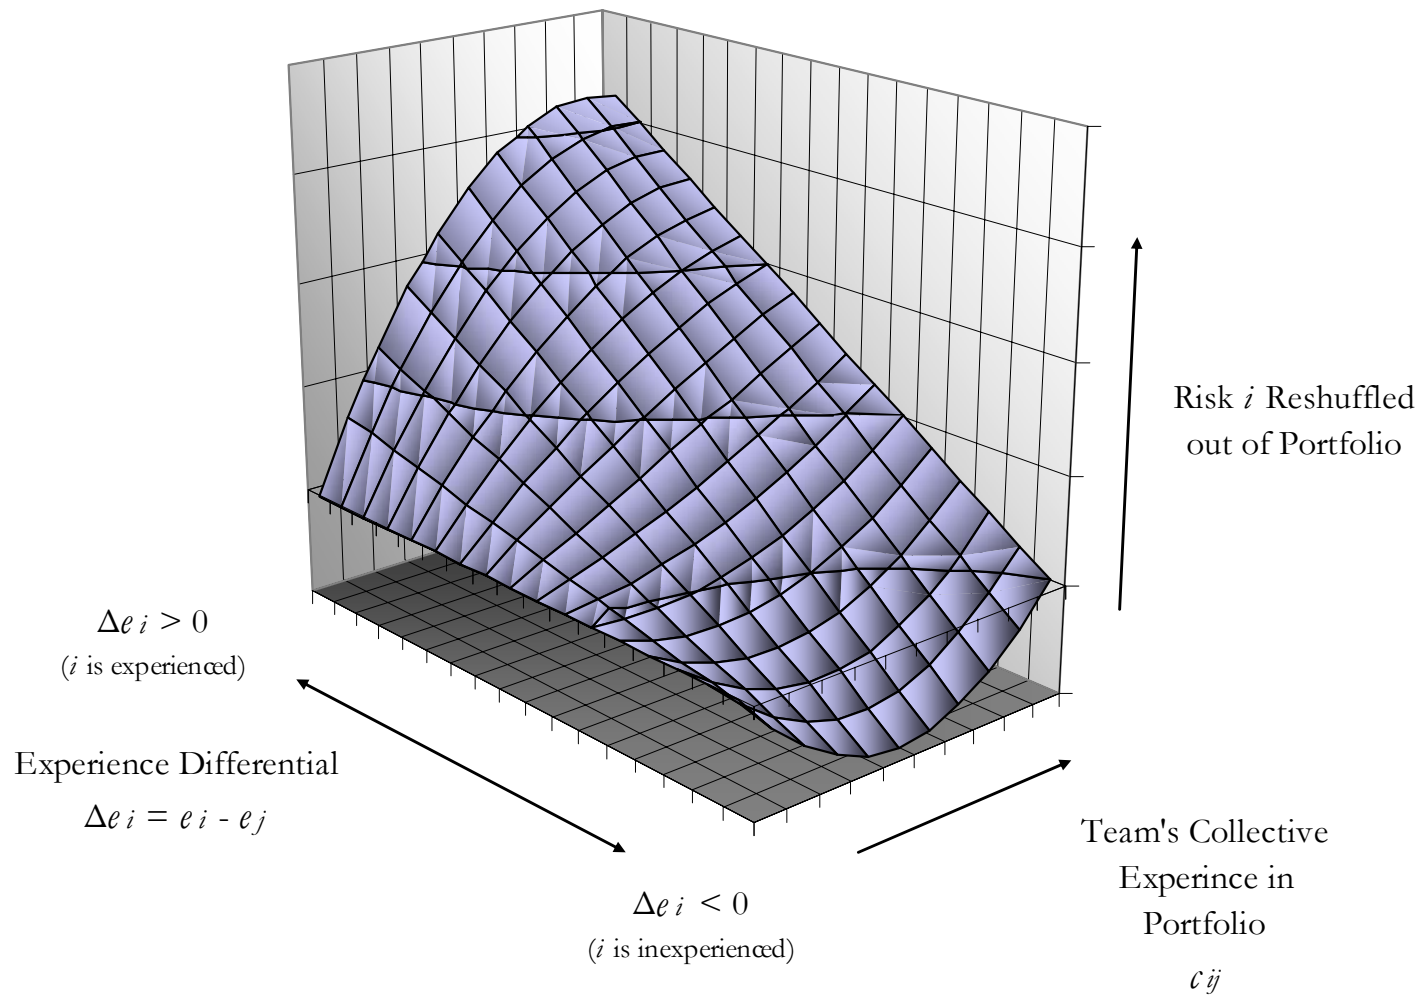 Risk i Reshuffled
out of Portfolio
Δe i > 0
(i is experienced)
Experience Differential
Δe i = e i - e j
Δe i < 0
(i is inexperienced)
Team's Collective
Experince in
Portfolio
c ij